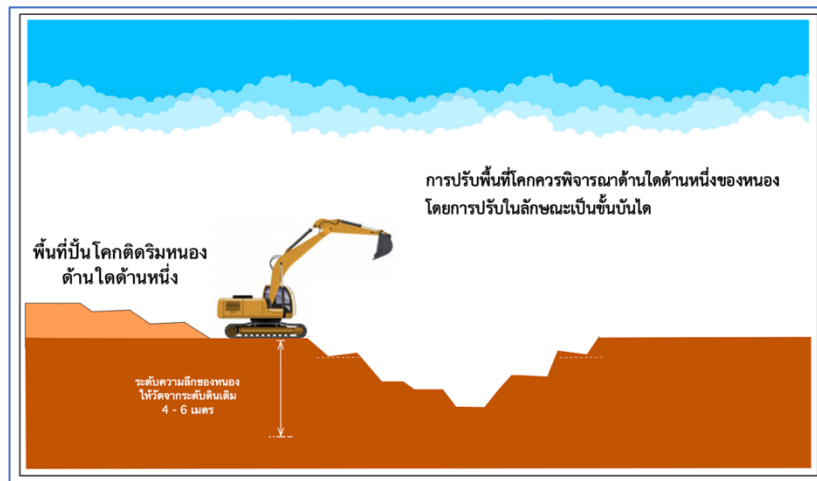 การปรับพื้นที่โคกควรพิจารณาด้านใดด้านหนึ่งของหนอง
โดยการปรับในลักษณะเป็นขั้นบันได
พื้นที่ปั้นโคกติดริมหนอง
ด้านใดด้านหนึ่ง
ระดับความลึกของหนอง
ให้วัดจากระดับดินเดิม
4 - 6 เมตร